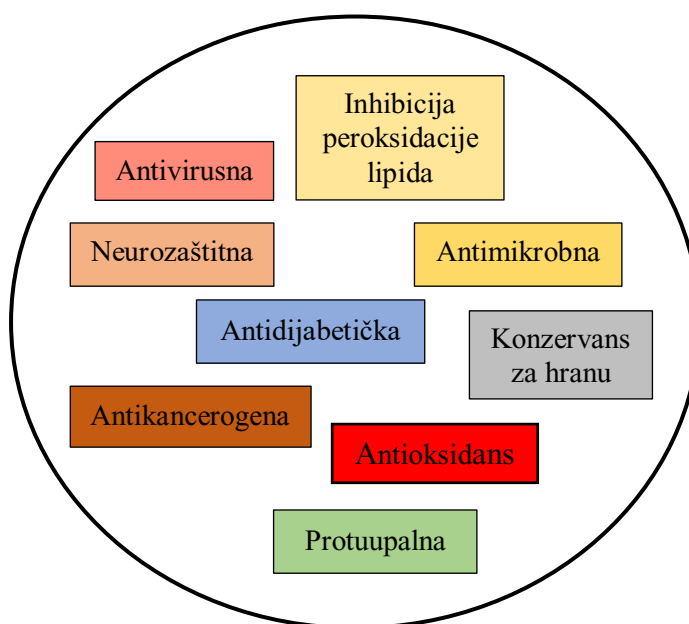 Inhibicija
peroksidacije
lipida
Antivirusna
Neurozaštitna
Antimikrobna
Antidijabetička
Konzervans
za hranu
Antikancerogena
Antioksidans
Protuupalna